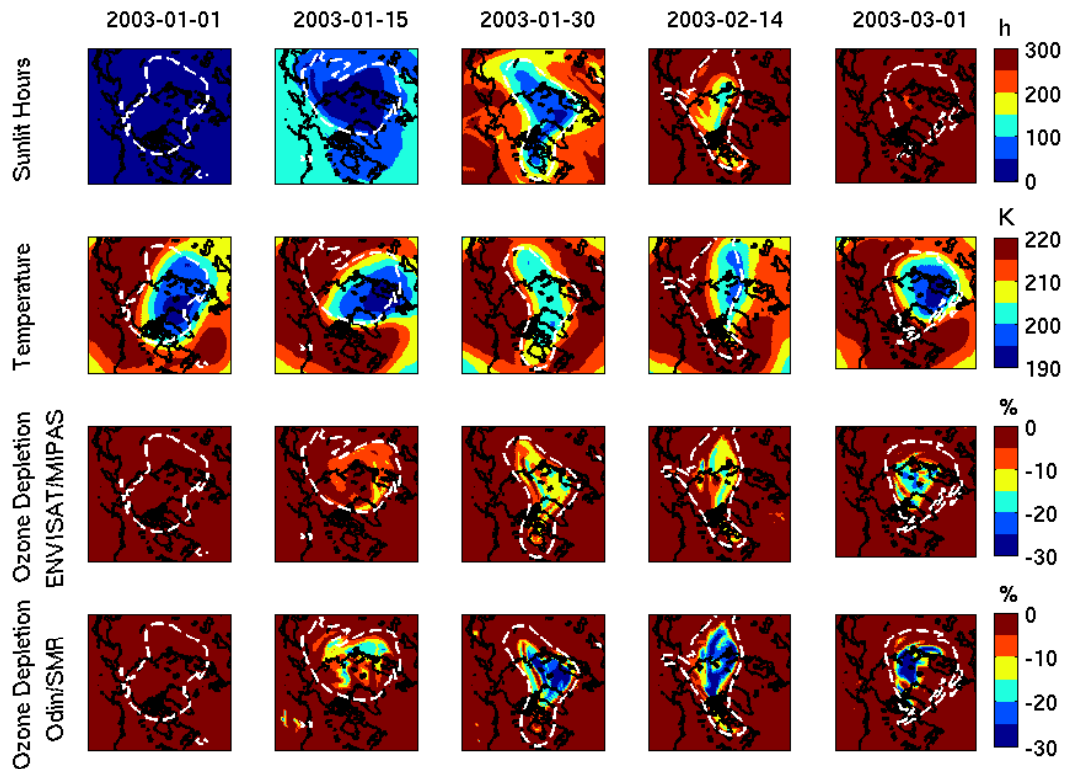 2003-01-01 2003-01-15 2003-01-30 2003-02-14 2003-03-01
Sunlit Hours
h
300
200
100
0
Temperature
K
220
210
200
190
Ozone Depletion
ENVISAT/MIPAS
%
0
-10
-20
-30
Ozone Depletion
Odin/SMR
%
0
-10
-20
-30